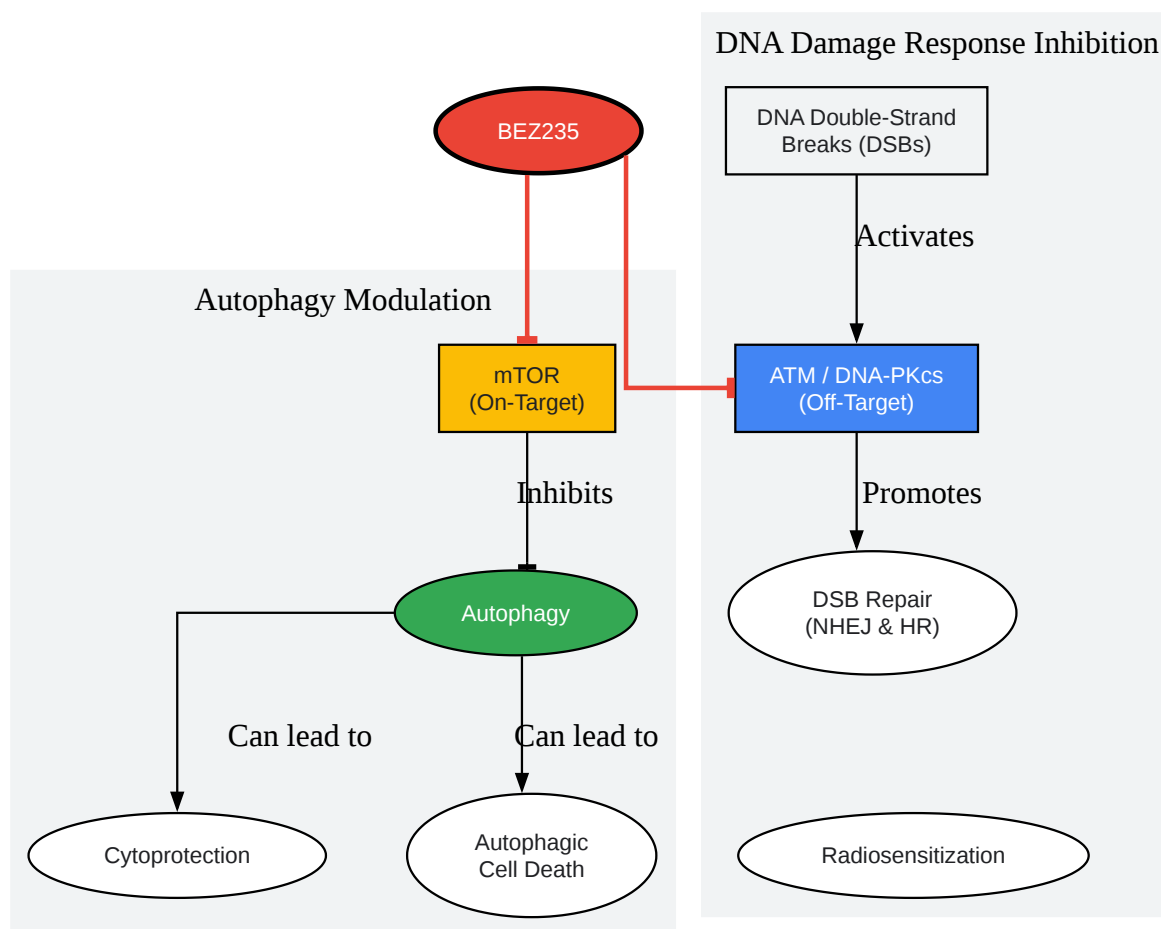 DNA Damage Response Inhibition
BEZ235
DNA Double-Strand
Breaks (DSBs)
Activates
Autophagy Modulation
mTOR
(On-Target)
ATM / DNA-PKcs
(Off-Target)
Inhibits
Promotes
Autophagy
DSB Repair
(NHEJ & HR)
Can lead to
Can lead to
Cytoprotection
Autophagic
Cell Death
Radiosensitization